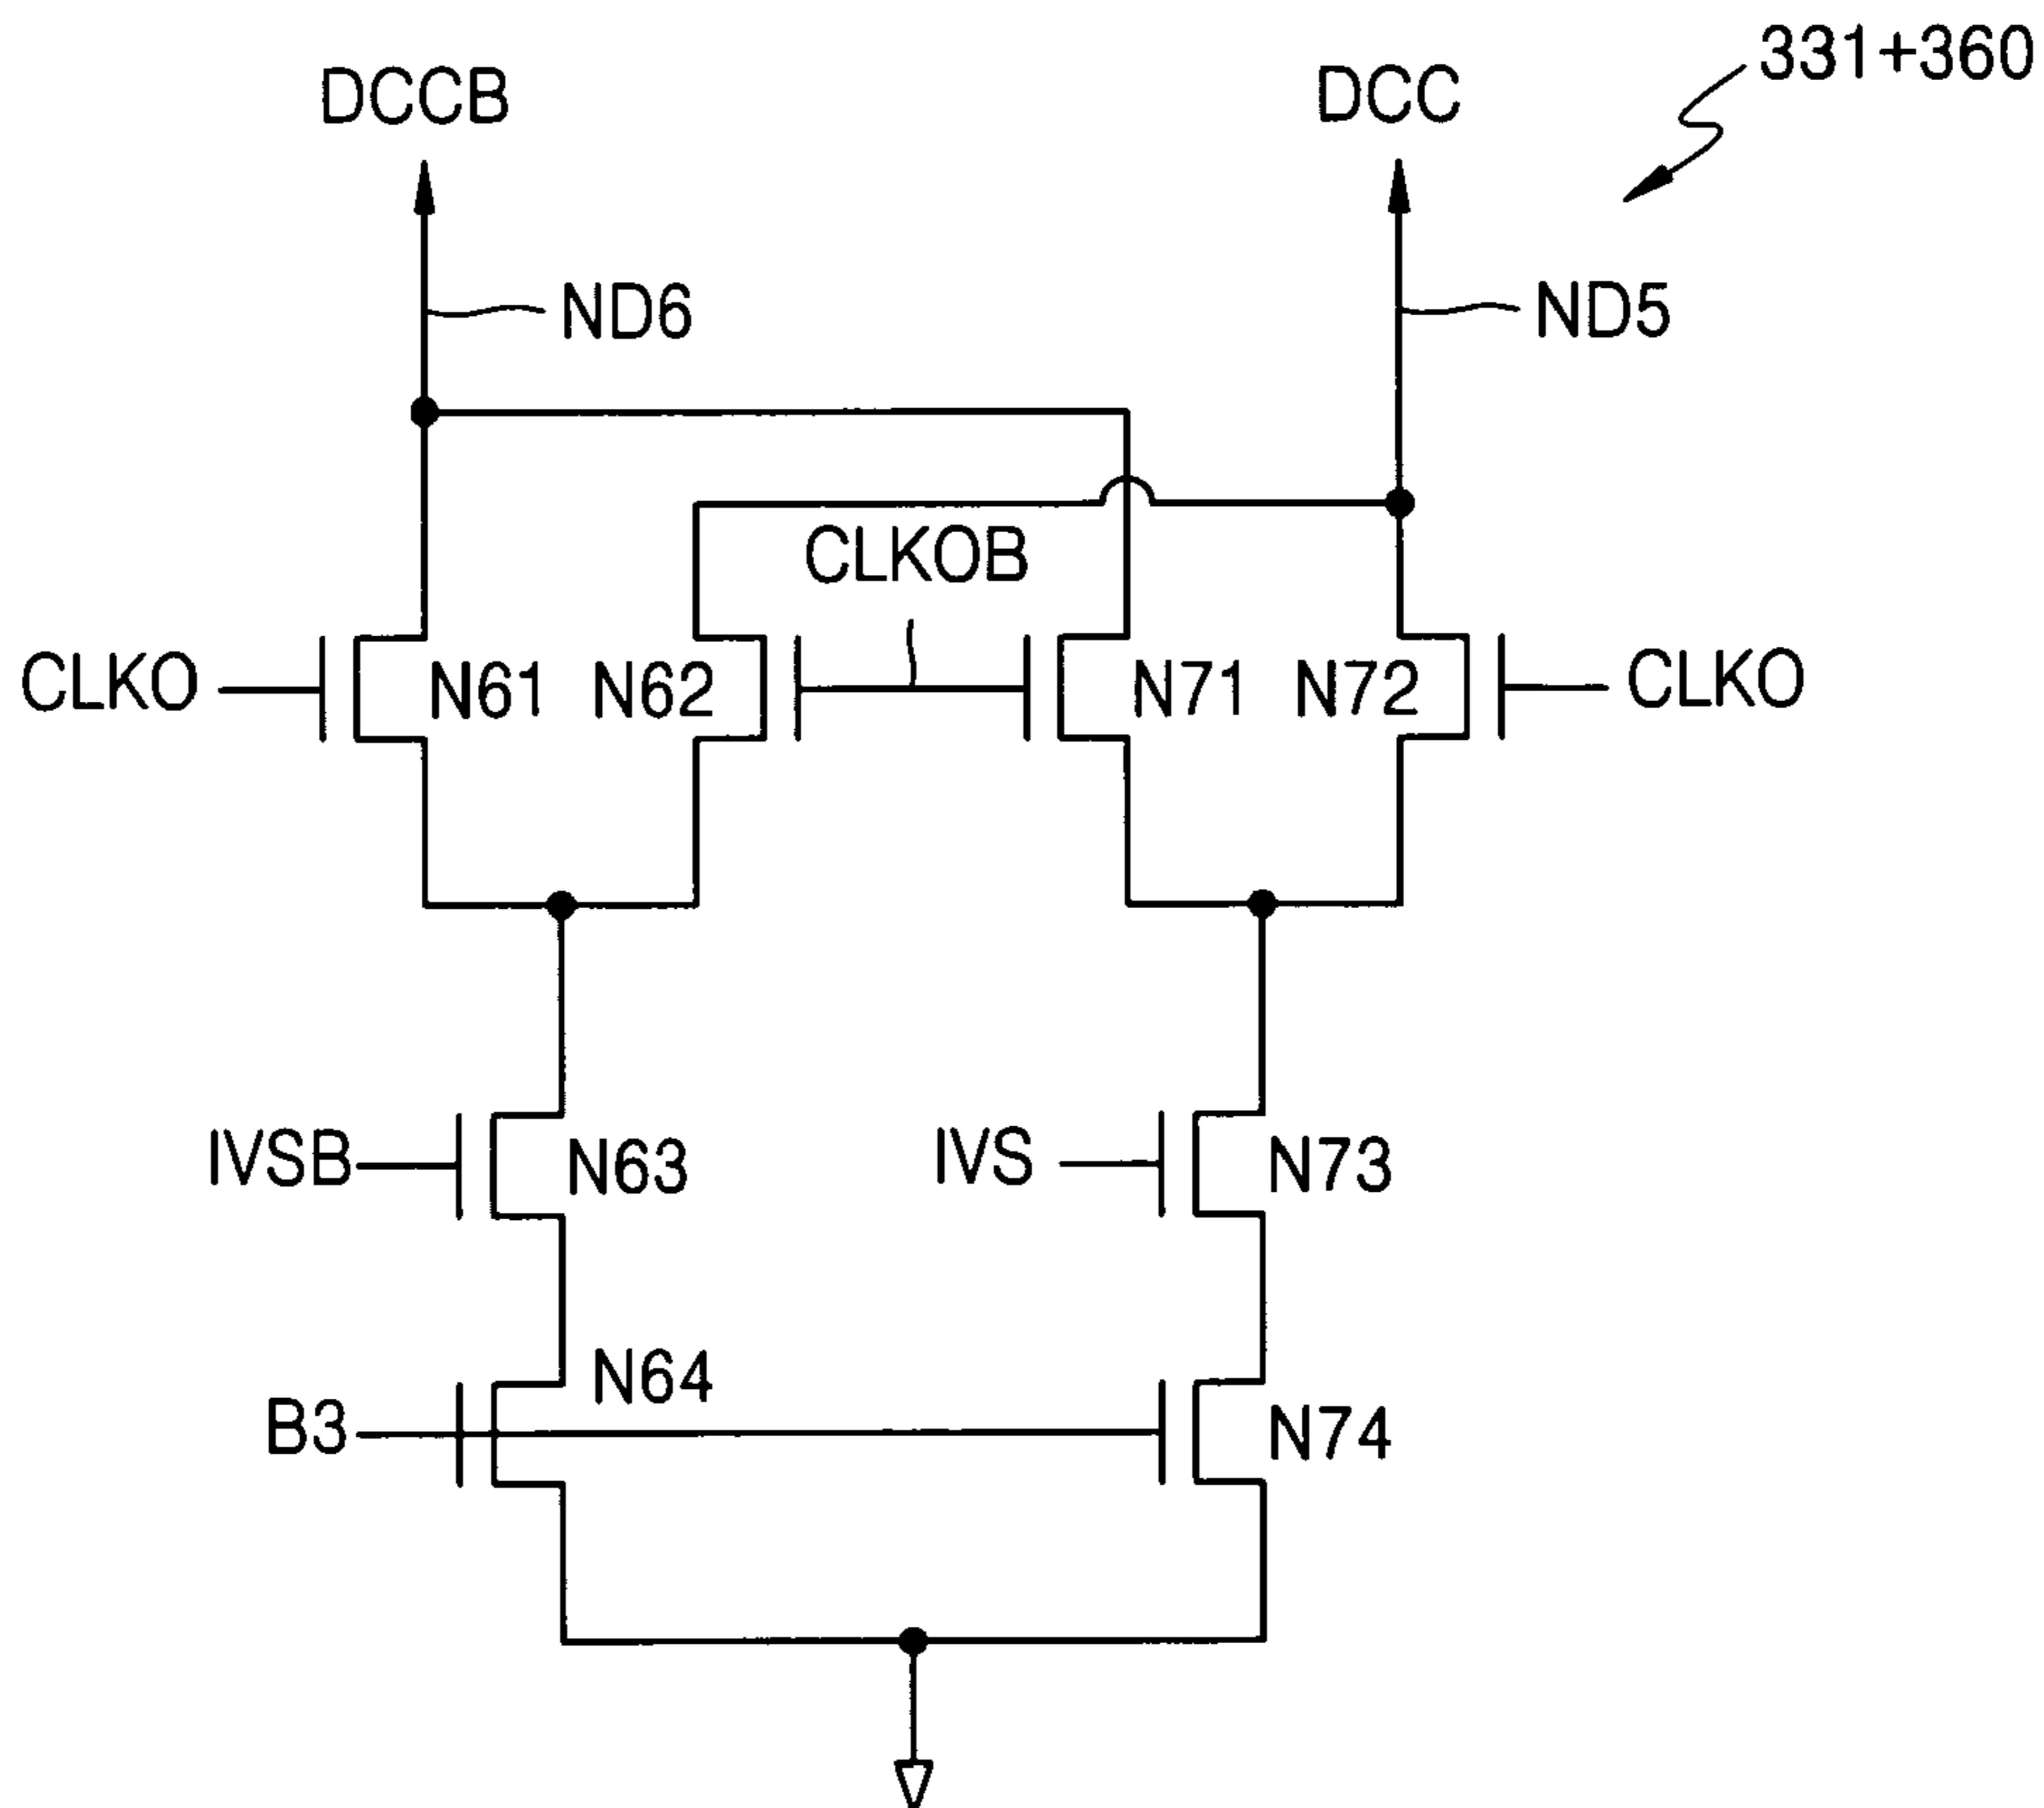 331+360
DCCB
DCC
ND6
ND5
CLKOB
CLKO
N61
N62
N71
N72
CLKO
IVSB
N63
IVS
N73
N64
B3
N74